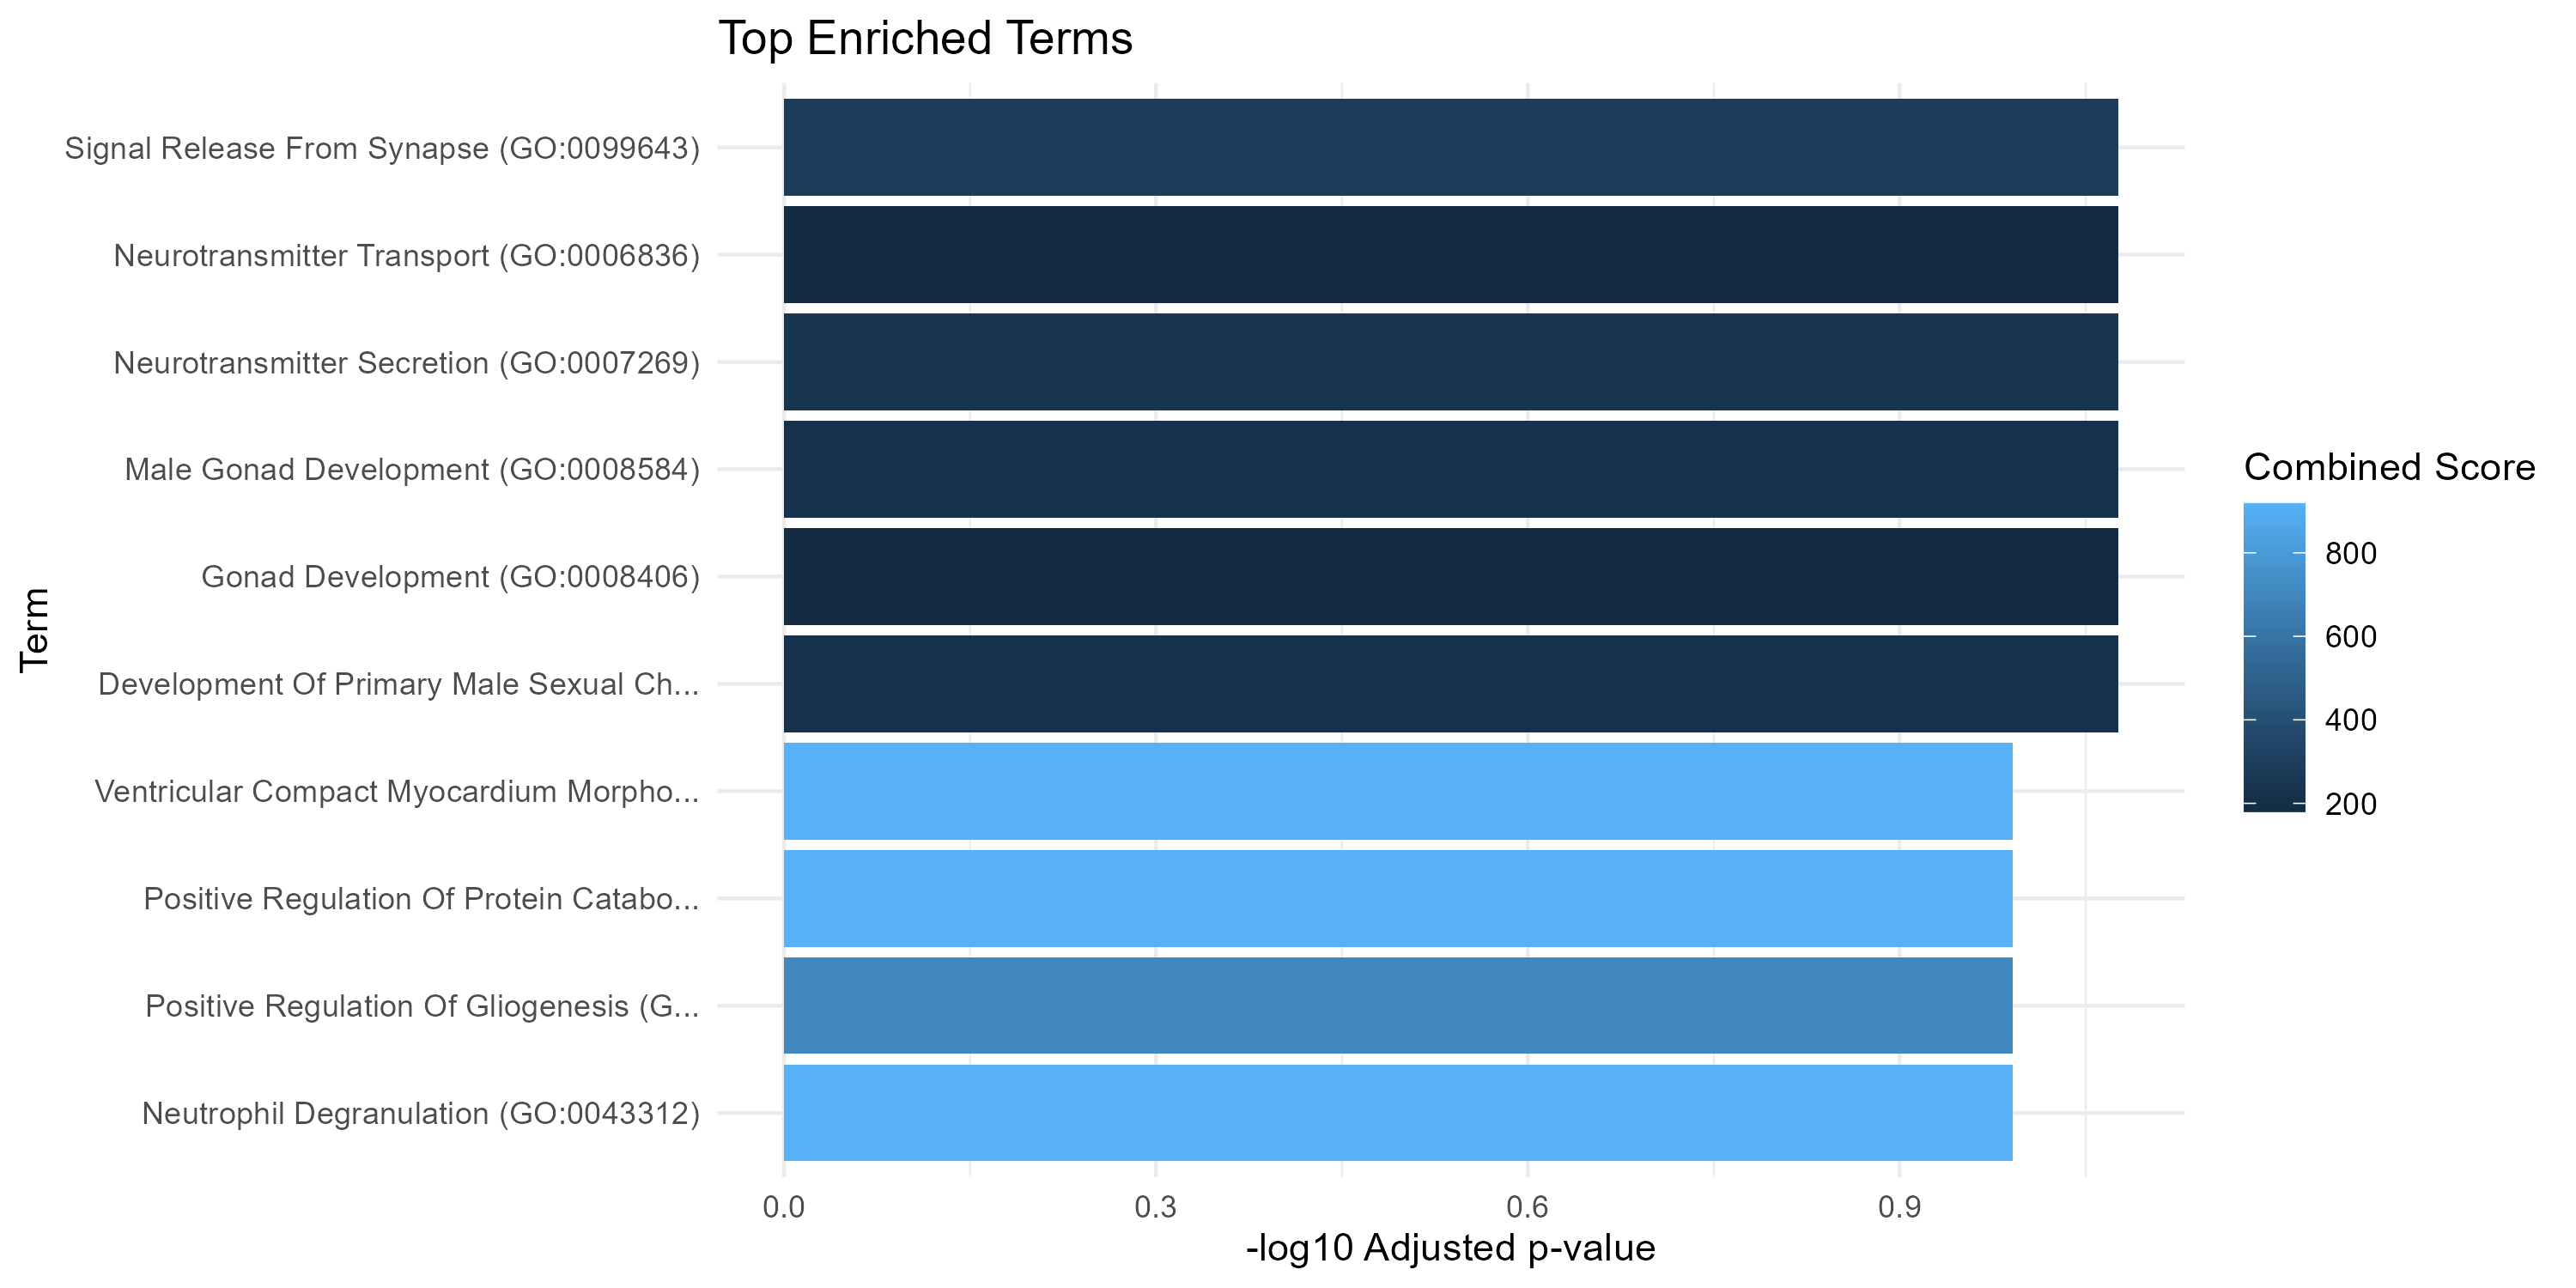 Top Enriched Terms
Signal Release From Synapse (GO:0099643)
Neurotransmitter Transport (GO:0006836)
Neurotransmitter Secretion (GO:0007269)
Male Gonad Development (GO:0008584)
Gonad Development (GO:0008406)
Development Of Primary Male Sexual Ch...
Ventricular Compact Myocardium Morpho...
Positive Regulation Of Protein Catabo...
Positive Regulation Of Gliogenesis (G...
Neutrophil Degranulation (GO:0043312)
Term
0.0 0.3 0.6 0.9
-log10 Adjusted p-value
Combined Score
800
600
400
200